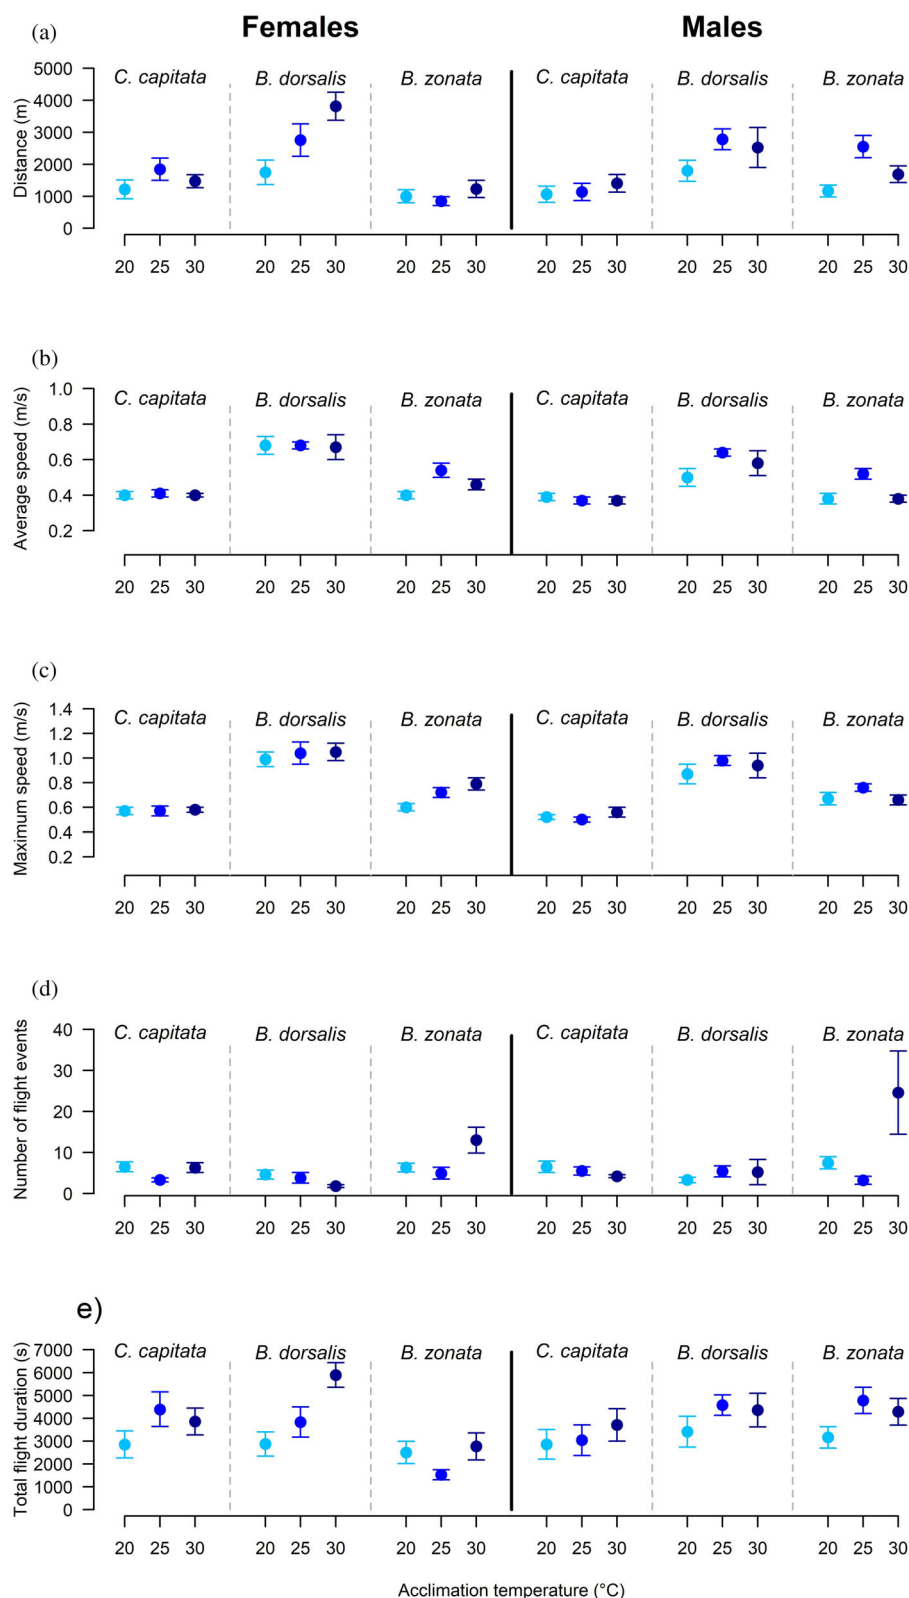 (a)
Females Males
C. capitata B. dorsalis B. zonata C. capitata B. dorsalis B. zonata
Distance (m)
5000
4000
3000
2000
1000
0
20 25 30 20 25 30 20 25 30 20 25 30 20 25 30 20 25 30
(b)
C. capitata B. dorsalis B. zonata C. capitata B. dorsalis B. zonata
Average speed (m/s)
1.0
0.8
0.6
0.4
0.2
20 25 30 20 25 30 20 25 30 20 25 30 20 25 30 20 25 30
(c)
C. capitata B. dorsalis B. zonata C. capitata B. dorsalis B. zonata
Maximum speed (m/s)
1.4
1.2
1.0
0.8
0.6
0.4
0.2
20 25 30 20 25 30 20 25 30 20 25 30 20 25 30 20 25 30
(d)
C. capitata B. dorsalis B. zonata C. capitata B. dorsalis B. zonata
Number of flight events
40
30
20
10
0
20 25 30 20 25 30 20 25 30 20 25 30 20 25 30 20 25 30
e)
C. capitata B. dorsalis B. zonata C. capitata B. dorsalis B. zonata
Total flight duration (s)
7000
6000
5000
4000
3000
2000
1000
0
20 25 30 20 25 30 20 25 30 20 25 30 20 25 30 20 25 30
Acclimation temperature (°C)